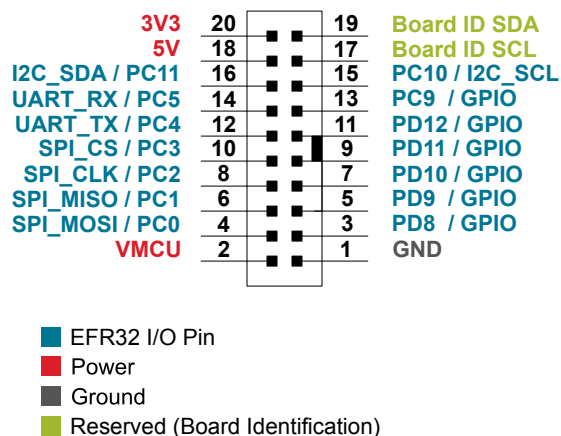 3V3 20 19 Board ID SDA
5V 18 17 Board ID SCL
I2C_SDA / PC11 16 15 PC10 / I2C_SCL
UART_RX / PC5 14 13 PC9 / GPIO
UART_TX / PC4 12 11 PD12 / GPIO
SPI_CS / PC3 10 9 PD11 / GPIO
SPI_CLK / PC2 8 7 PD10 / GPIO
SPI_MISO / PC1 6 5 PD9 / GPIO
SPI_MOSI / PC0 4 3 PD8 / GPIO
VMCU 2 1 GND
EFR32 I/O Pin
Power
Ground
Reserved (Board Identification)